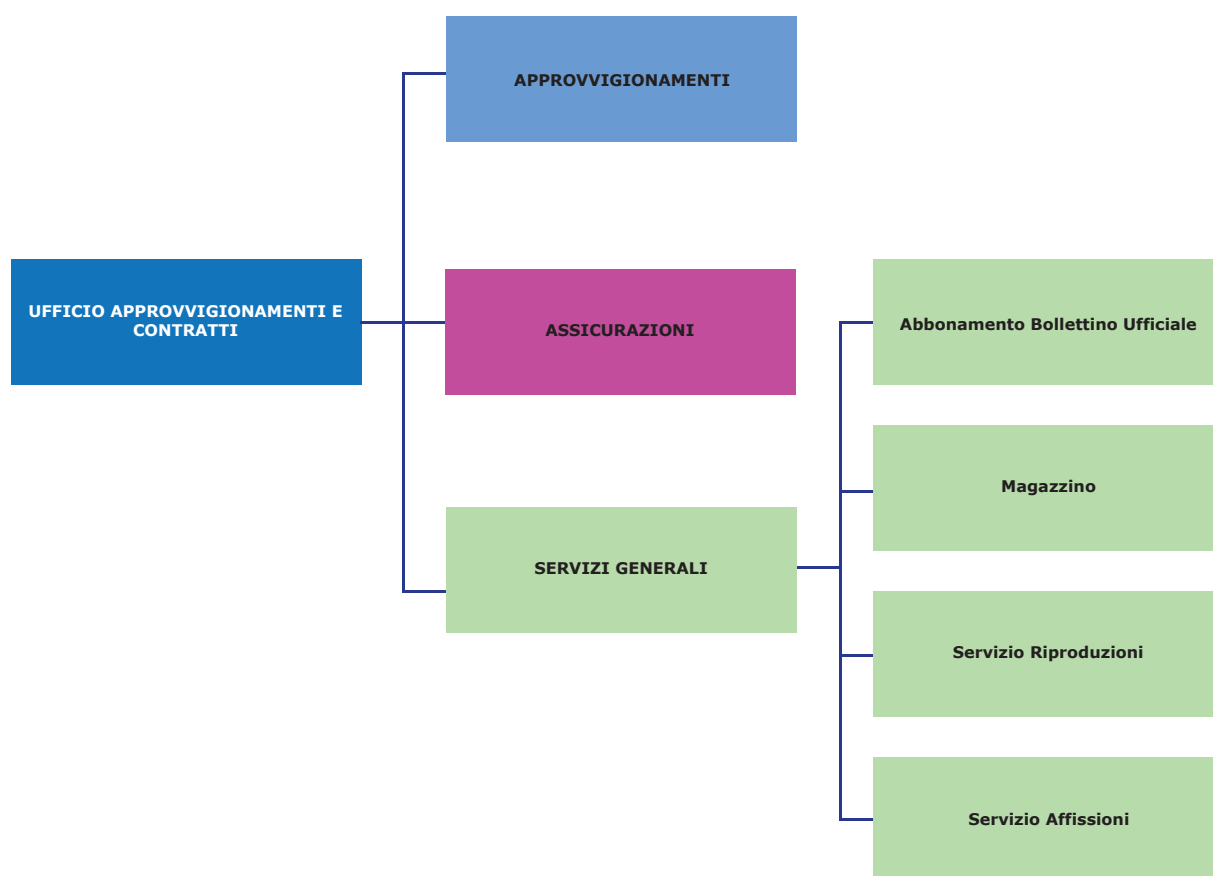 APPROVVIGIONAMENTI
UFFICIO APPROVVIGIONAMENTI E
CONTRATTI
ASSICURAZIONI
SERVIZI GENERALI
Abbonamento Bollettino Ufficiale
Magazzino
Servizio Riproduzioni
Servizio Affissioni